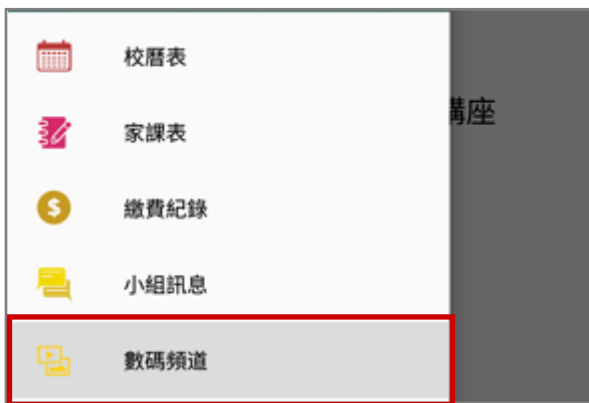 校曆表
講座
家課表
繳費紀錄
小組訊息
數碼頻道